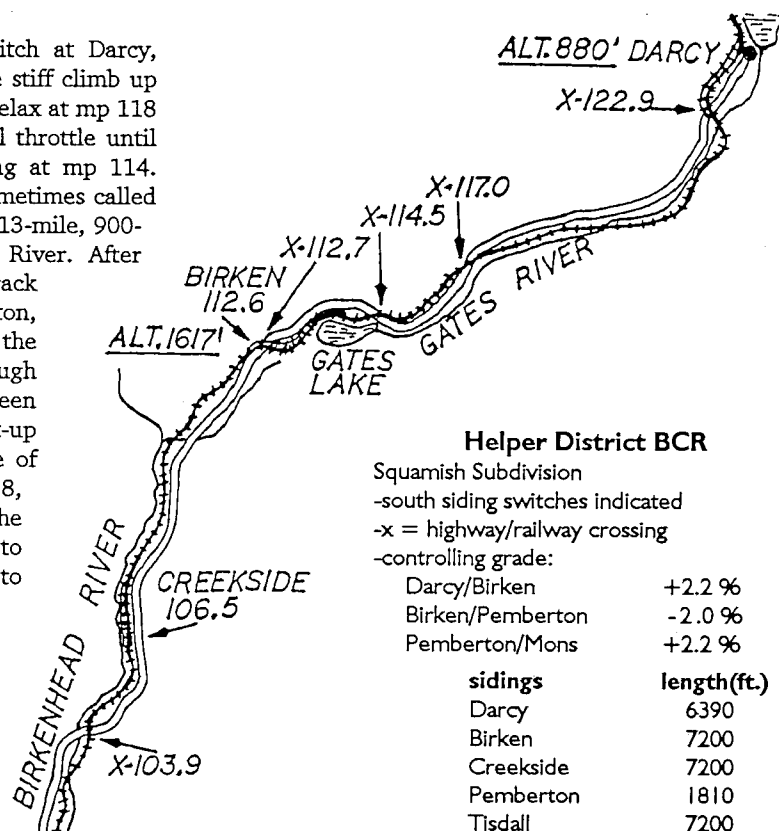 itch at Darcy,
e stiff climb up
elax at mp 118
l throttle until
ng at mp 114.
metimes called
13-mile, 900-
River. After
rack
ton,
the
ugh
een
t-up
e of
8,
he
to
to
ALT.880' DARCY
X-122.9
X-117.0
X-114.5
X-112.7
BIRKEN
112.6
ALT.1617'
GATES RIVER
GATES
LAKE
CREEKSIDE
106.5
BIRKENHEAD RIVER
X-103.9
Helper District BCR
Squamish Subdivision
-south siding switches indicated
-x = highway/railway crossing
-controlling grade:
Darcy/Birken +2.2 %
Birken/Pemberton -2.0 %
Pemberton/Mons +2.2 %
sidings length(ft.)
Darcy 6390
Birken 7200
Creekside 7200
Pemberton 1810
Tisdall 7200